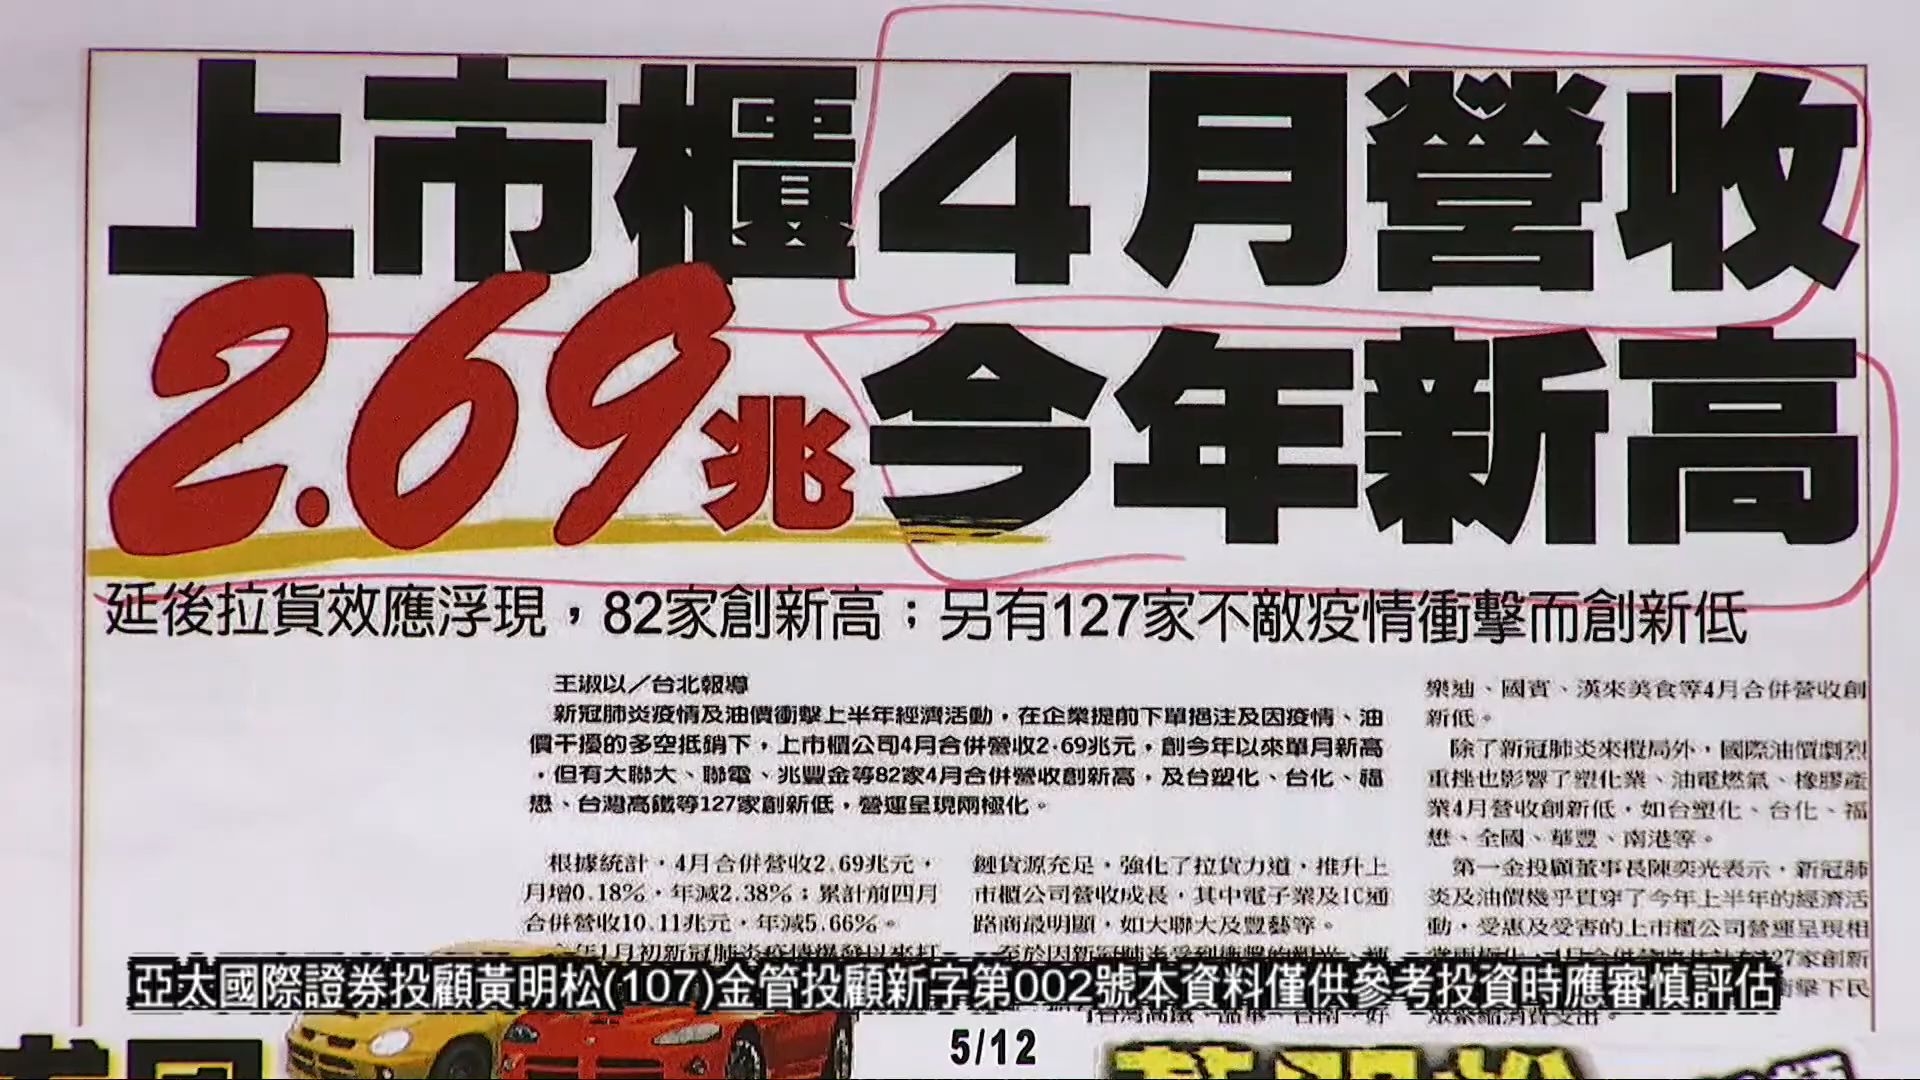 上市櫃4月營收
2.69兆 今年新高
延後拉貨效應浮現，82家創新高；另有127家不敵疫情衝擊而創新低
王淑以／台北報導
新冠肺炎疫情及油價衝擊上半年經濟活動，在企業提前下單挹注及因疫情、油
價干擾的多空抵銷下，上市櫃公司4月合併營收2.69兆元，創今年以來單月新高
，但有大聯大、聯電、兆豐金等82家4月合併營收創新高，及台塑化、台化、福
懋、台灣高鐵等127家創新低，營運呈現兩極化。
根據統計，4月合併營收2.69兆元，
月增0.18%，年減2.38%；累計前四月
合併營收10.11兆元，年減5.66%。
鏈貨源充足，強化了拉貨力道，推升上
市櫃公司營收成長，其中電子業及IC通
路商最明顯，如大聯大及豐藝等。
樂迪、國賓、漢來美食等4月合併營收創
新低。
除了新冠肺炎來攪局外，國際油價劇烈
重挫也影響了塑化業、油電燃氣、橡膠產
業4月營收創新低，如台塑化、台化、福
懋、全國、華豐、南港等。
第一金投顧董事長陳奕光表示，新冠肺
炎及油價幾乎貫穿了今年上半年的經濟活
動，受惠及受害的上市櫃公司營運呈現相
亞太國際證券投顧黃明松(107)金管投顧新字第002號本資料僅供參考投資時應審慎評估
5/12